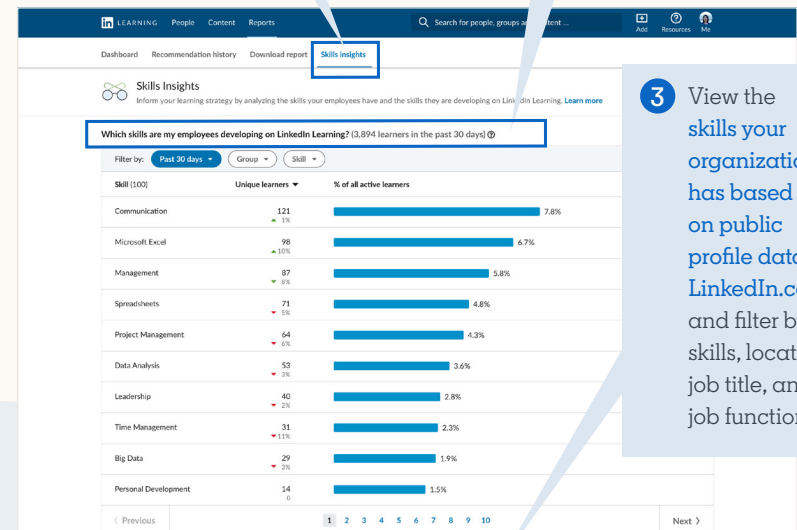 in LEARNING People Content Reports Search for people, groups and content ... Add Resources Me
Dashboard Recommendation history Download report Skills insights
Skills Insights
Inform your learning strategy by analyzing the skills your employees have and the skills they are developing on LinkedIn Learning. Learn more
Which skills are my employees developing on LinkedIn Learning? (3,894 learners in the past 30 days)
Filter by: Past 30 days Group Skill
Skill (100) Unique learners % of all active learners
Communication 121 7.8%
1%
Microsoft Excel 98 6.7%
10%
Management 87 5.8%
8%
Spreadsheets 71 4.8%
5%
Project Management 64 4.3%
6%
Data Analysis 53 3.6%
3%
Leadership 40 2.8%
2%
Time Management 31 2.3%
11%
Big Data 29 1.9%
2%
Personal Development 14 1.5%
0
Previous 1 2 3 4 5 6 7 8 9 10 Next
3 View the
skills your
organizatio
has based
on public
profile data
LinkedIn.c
and filter b
skills, locat
job title, an
job function